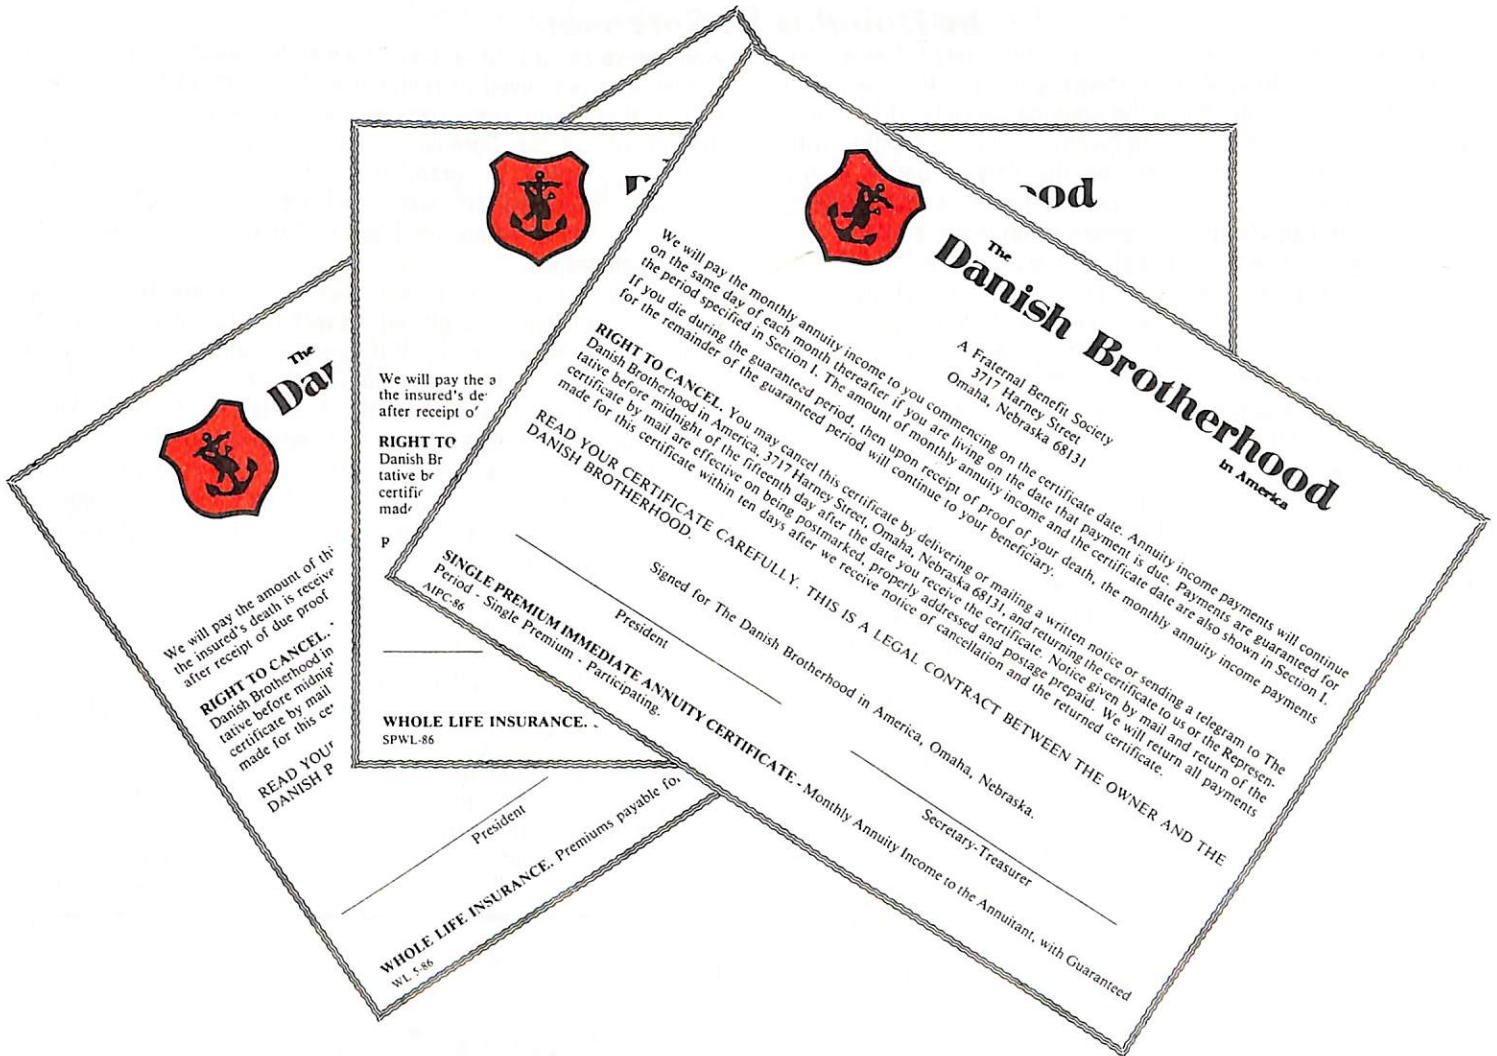 The
Dan
We will pay the amount of thi
the insured's death is receive
after receipt of due proof
RIGHT TO CANCEL.
Danish Brotherhood in
tative before midnig
certificate by mail
made for this ce
READ YOUR
DANISH
President
WHOLE LIFE INSURANCE. Premiums payable for
WL 5-86
ood
We will pay the a
the insured's de
after receipt of
RIGHT TO
Danish Br
tative be
certific
made
P
WHOLE LIFE INSURANCE.
SPWL-86
The
Danish Brotherhood
in America
A Fraternal Benefit Society
3717 Harney Street
Omaha, Nebraska 68131
We will pay the monthly annuity income to you commencing on the certificate date. Annuity income payments will continue
on the same day of each month thereafter if you are living on the date that payment is due. Payments are guaranteed for
the period specified in Section I. The amount of monthly annuity income and the certificate date are also shown in Section I.
If you die during the guaranteed period, then upon receipt of proof of your death, the monthly annuity income payments
for the remainder of the guaranteed period will continue to your beneficiary.
RIGHT TO CANCEL. You may cancel this certificate by delivering or mailing a written notice or sending a telegram to The
Danish Brotherhood in America, 3717 Harney Street, Omaha, Nebraska 68131, and returning the certificate to us or the Represen-
tative before midnight of the fifteenth day after the date you receive the certificate. Notice given by mail and return of the
certificate by mail are effective on being postmarked, properly addressed and postage prepaid. We will return all payments
made for this certificate within ten days after we receive notice of cancellation and the returned certificate.
READ YOUR CERTIFICATE CAREFULLY. THIS IS A LEGAL CONTRACT BETWEEN THE OWNER AND THE
DANISH BROTHERHOOD.
Signed for The Danish Brotherhood in America, Omaha, Nebraska.
President
Secretary-Treasurer
SINGLE PREMIUM IMMEDIATE ANNUITY CERTIFICATE - Monthly Annuity Income to the Annuitant, with Guaranteed
Period - Single Premium - Participating.
AIPC-86